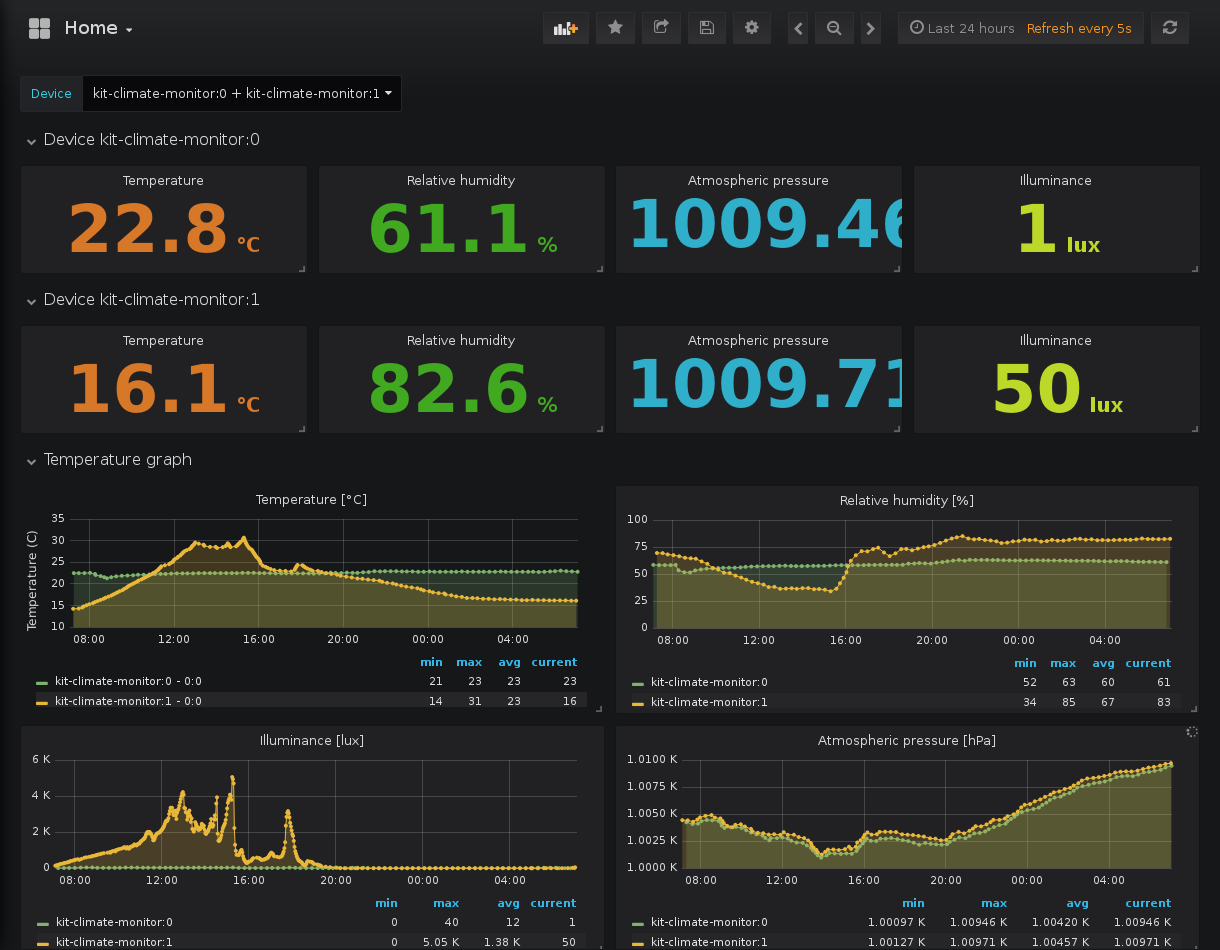 Home
Last 24 hours Refresh every 5s
Device kit-climate-monitor:0 + kit-climate-monitor:1
Device kit-climate-monitor:0
Temperature Relative humidity Atmospheric pressure Illuminance
22.8 °C 61.1 % 1009.46 1 lux
Device kit-climate-monitor:1
Temperature Relative humidity Atmospheric pressure Illuminance
16.1 °C 82.6 % 1009.71 50 lux
Temperature graph
Temperature [°C]
Temperature (C)
35
30
25
20
15
10
08:00 12:00 16:00 20:00 00:00 04:00
min max avg current
kit-climate-monitor:0 - 0:0 21 23 23 23
kit-climate-monitor:1 - 0:0 14 31 23 16
Relative humidity [%]
100
75
50
25
0
08:00 12:00 16:00 20:00 00:00 04:00
min max avg current
kit-climate-monitor:0 52 63 60 61
kit-climate-monitor:1 34 85 67 83
Illuminance [lux]
6 K
4 K
2 K
0
08:00 12:00 16:00 20:00 00:00 04:00
min max avg current
kit-climate-monitor:0 0 40 12 1
kit-climate-monitor:1 0 5.05 K 1.38 K 50
Atmospheric pressure [hPa]
1.0100 K
1.0075 K
1.0050 K
1.0025 K
1.0000 K
08:00 12:00 16:00 20:00 00:00 04:00
min max avg current
kit-climate-monitor:0 1.00097 K 1.00946 K 1.00420 K 1.00946 K
kit-climate-monitor:1 1.00127 K 1.00971 K 1.00457 K 1.00971 K